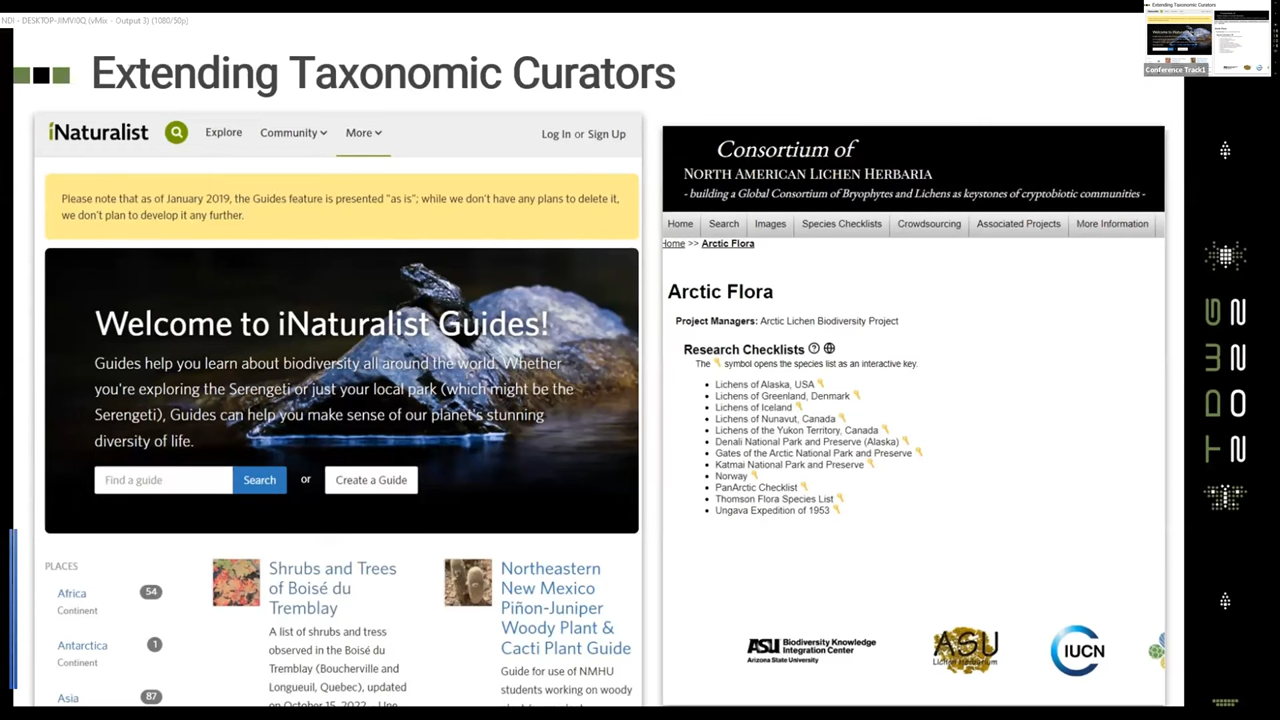 NDI - DESKTOP-JIMVI0Q (vMix - Output 3) (1080/50p)
Extending Taxonomic Curators
iNaturalist
Explore
Community
More
Log In or Sign Up
Please note that as of January 2019, the Guides feature is presented "as is"; while we don't have any plans to delete it,
we don't plan to develop it any further.
Welcome to iNaturalist Guides!
Guides help you learn about biodiversity all around the world. Whether
you're exploring the Serengeti or just your local park (which might be the
Serengeti), Guides can help you make sense of our planet's stunning
diversity of life.
Find a guide
Search
or
Create a Guide
PLACES
Africa 54
Continent
Antarctica 1
Continent
Asia 87
Shrubs and Trees
of Boisé du
Tremblay
A list of shrubs and tress
observed in the Boisé du
Tremblay (Boucherville and
Longueuil, Quebec), updated
on October 15, 2022. Une
Northeastern
New Mexico
Piñon-Juniper
Woody Plant &
Cacti Plant Guide
Guide for use of NMHU
students working on woody
Consortium of
NORTH AMERICAN LICHEN HERBARIA
- building a Global Consortium of Bryophytes and Lichens as keystones of cryptobiotic communities -
Home
Search
Images
Species Checklists
Crowdsourcing
Associated Projects
More Information
Home >> Arctic Flora
Arctic Flora
Project Managers: Arctic Lichen Biodiversity Project
Research Checklists
The symbol opens the species list as an interactive key.
Lichens of Alaska, USA
Lichens of Greenland, Denmark
Lichens of Iceland
Lichens of Nunavut, Canada
Lichens of the Yukon Territory, Canada
Denali National Park and Preserve (Alaska)
Gates of the Arctic National Park and Preserve
Katmai National Park and Preserve
Norway
PanArctic Checklist
Thomson Flora Species List
Ungava Expedition of 1953
ASU Biodiversity Knowledge
Integration Center
Arizona State University
ASU
Lichen Herbarium
IUCN
Extending Taxonomic Curators
Conference Track1